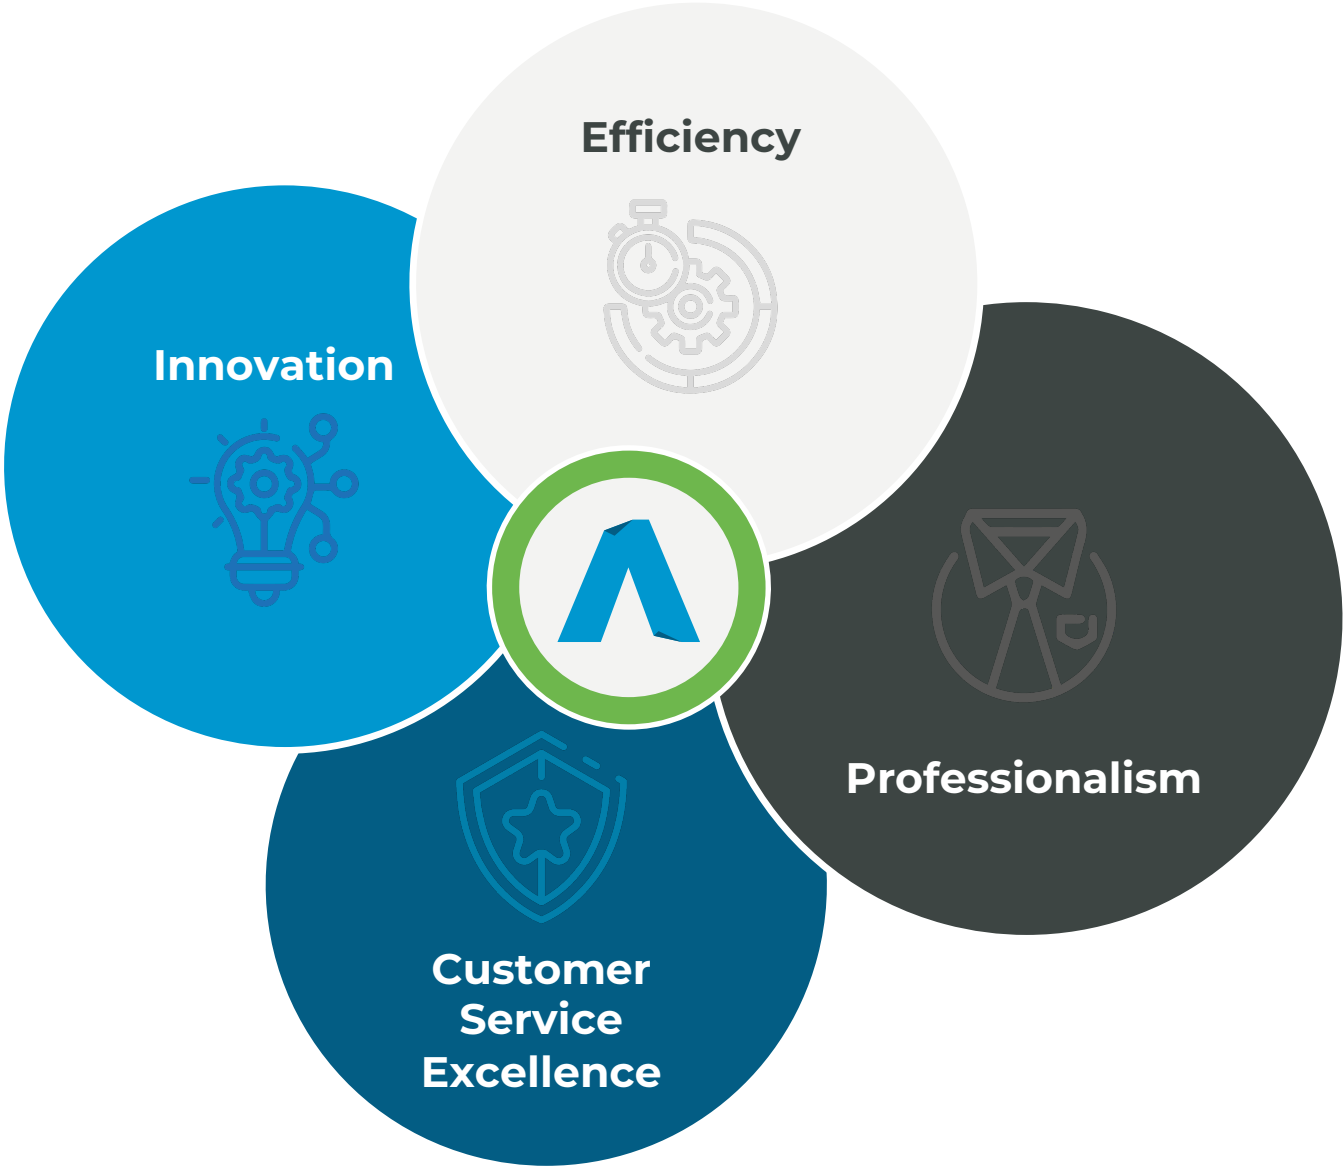 Efficiency
Innovation
Professionalism
Customer
Service
Excellence